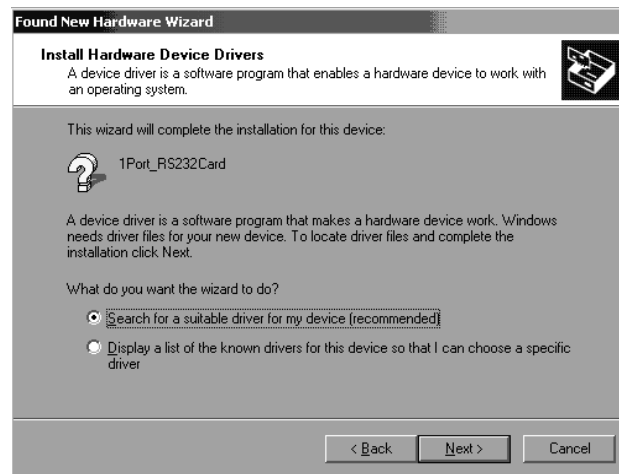 Found New Hardware Wizard
Install Hardware Device Drivers
A device driver is a software program that enables a hardware device to work with
an operating system.
This wizard will complete the installation for this device:
1Port_RS232Card
A device driver is a software program that makes a hardware device work. Windows
needs driver files for your new device. To locate driver files and complete the
installation click Next.
What do you want the wizard to do?
Search for a suitable driver for my device (recommended)
Display a list of the known drivers for this device so that I can choose a specific
driver
< Back Next > Cancel